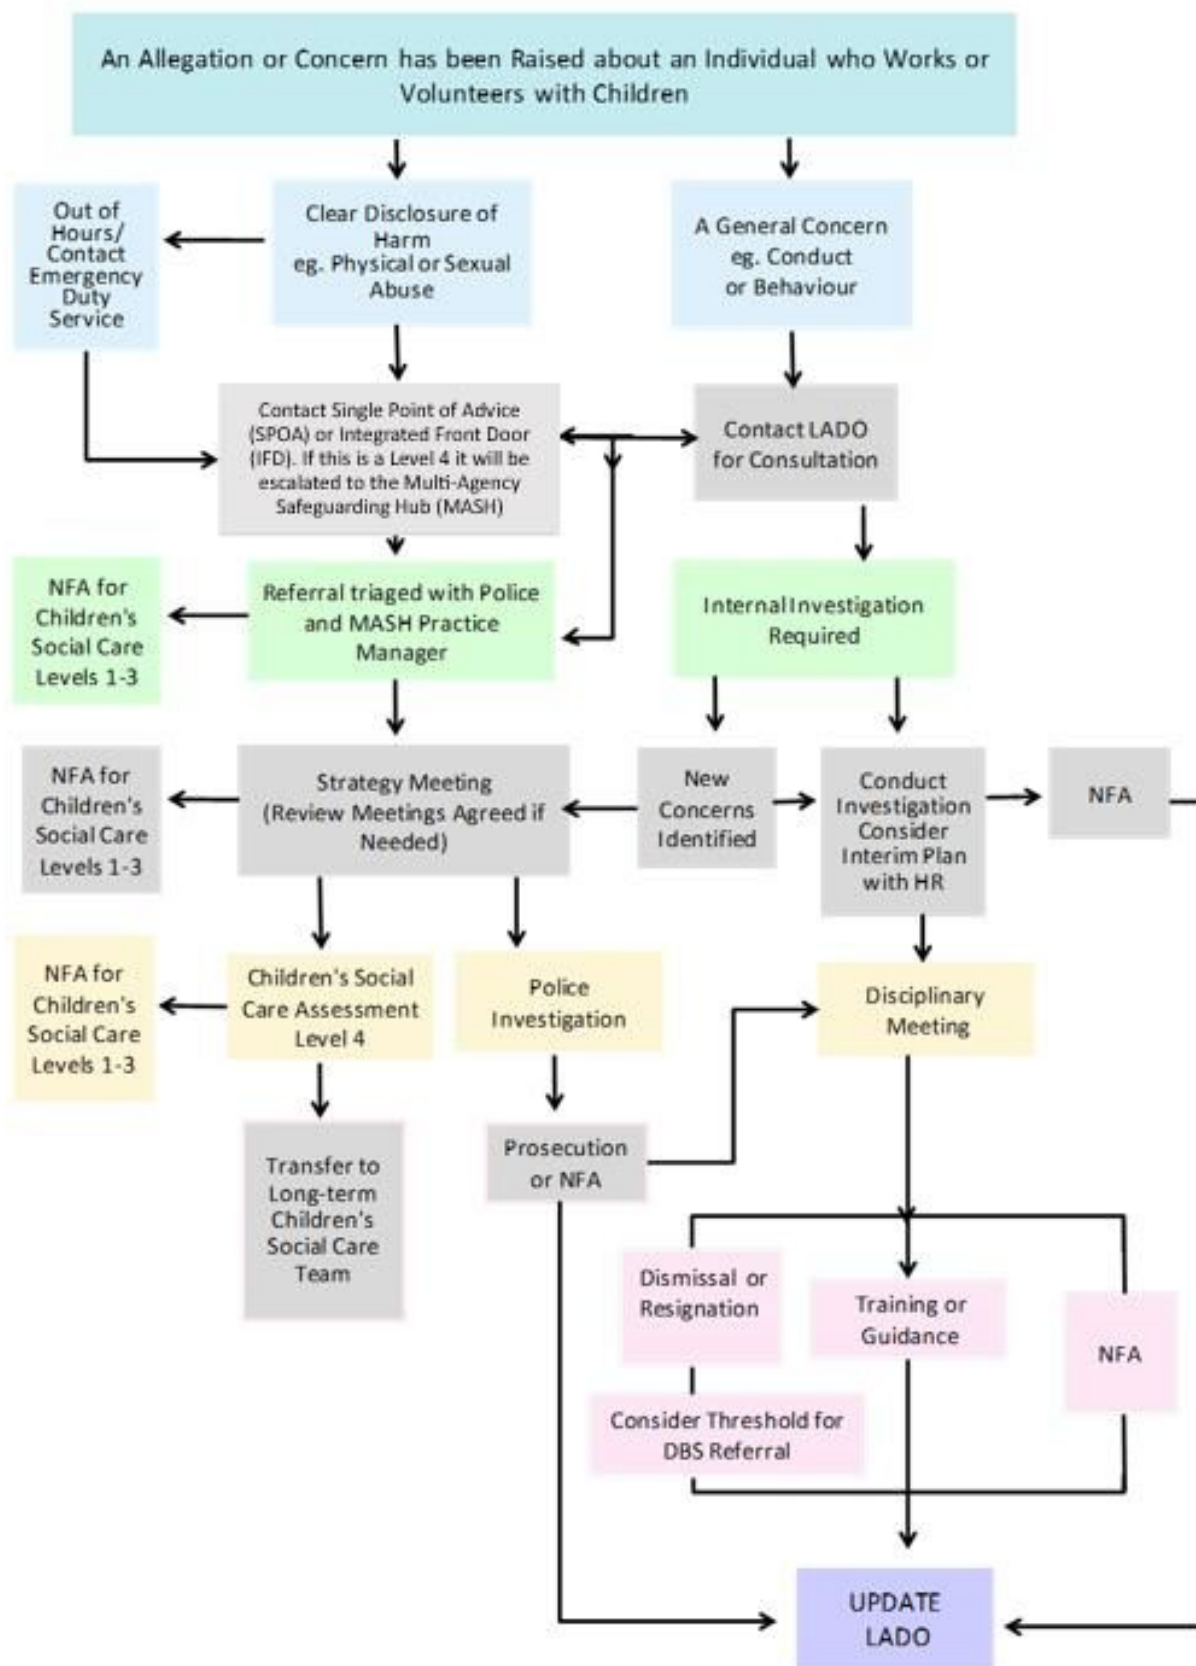 An Allegation or Concern has been Raised about an Individual who Works or
Volunteers with Children
Out of
Hours/
Contact
Emergency
Duty
Service
Clear Disclosure of
Harm
eg. Physical or Sexual
Abuse
A General Concern
eg. Conduct
or Behaviour
Contact Single Point of Advice
(SPOA) or Integrated Front Door
(IFD). If this is a Level 4 it will be
escalated to the Multi-Agency
Safeguarding Hub (MASH)
Contact LADO
for Consultation
NFA for
Children's
Social Care
Levels 1-3
Referral triaged with Police
and MASH Practice
Manager
Internal Investigation
Required
NFA for
Children's
Social Care
Levels 1-3
Strategy Meeting
(Review Meetings Agreed if
Needed)
New
Concerns
Identified
Conduct
Investigation
Consider
Interim Plan
with HR
NFA
NFA for
Children's
Social Care
Levels 1-3
Children's Social
Care Assessment
Level 4
Police
Investigation
Disciplinary
Meeting
Transfer to
Long-term
Children's
Social Care
Team
Prosecution
or NFA
Dismissal or
Resignation
Training or
Guidance
NFA
Consider Threshold for
DBS Referral
UPDATE
LADO